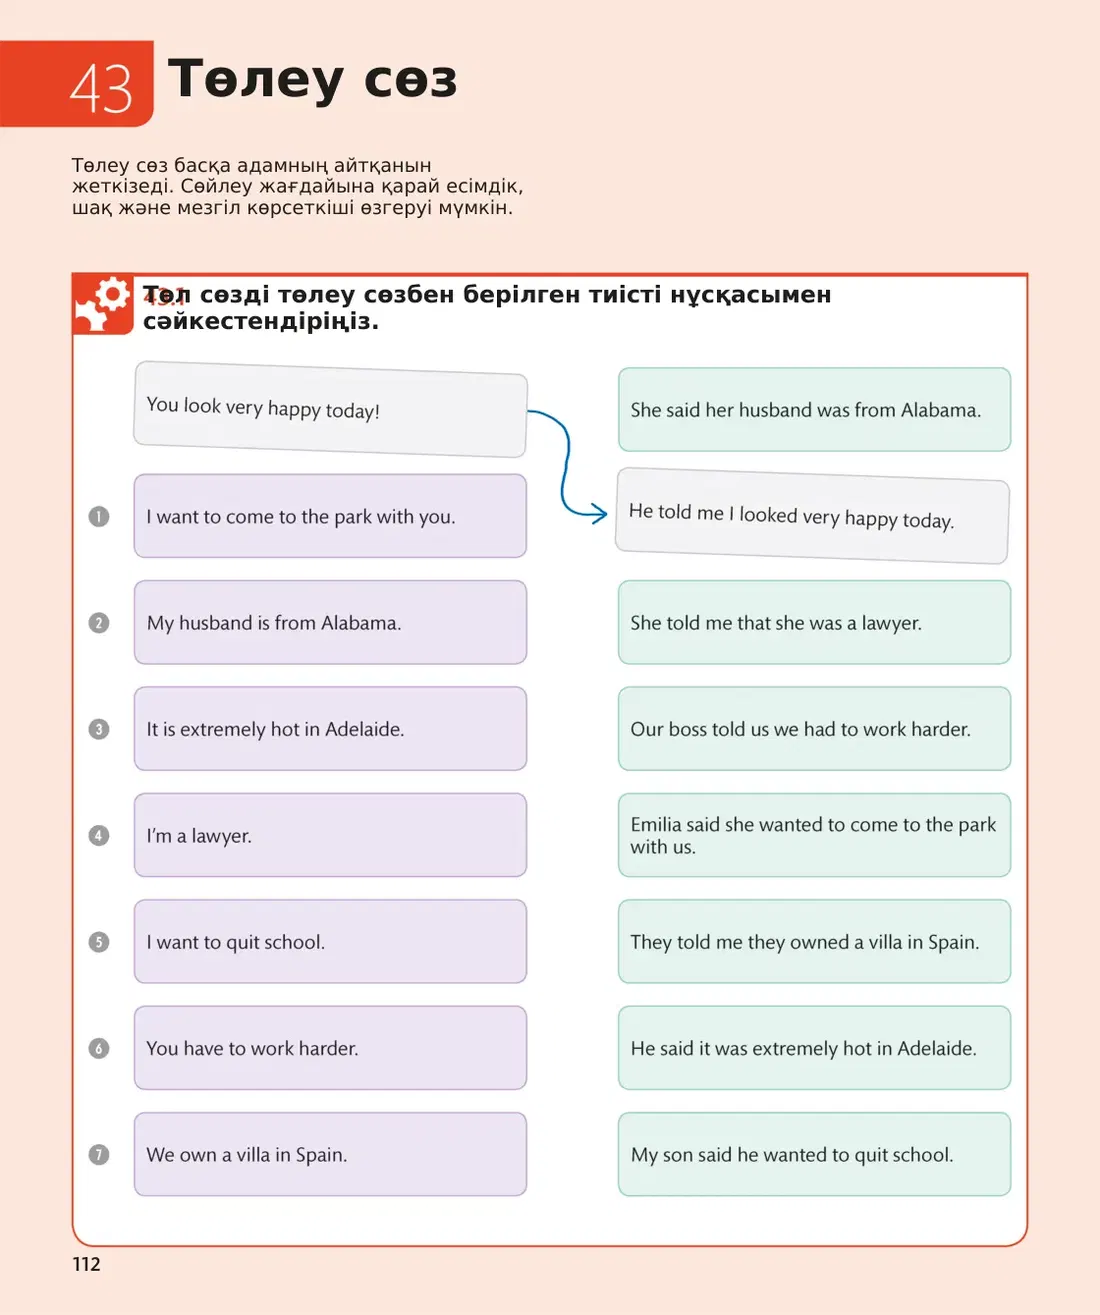 43 Төлеу сөз
Төлеу сөз басқа адамның айтқанын
жеткізеді. Сөйлеу жағдайына қарай есімдік,
шақ және мезгіл көрсеткіші өзгеруі мүмкін.
43.1 Төл сөзді төлеу сөзбен берілген тиісті нұсқасымен
сәйкестендіріңіз.
You look very happy today!
She said her husband was from Alabama.
1 I want to come to the park with you.
He told me I looked very happy today.
2 My husband is from Alabama.
She told me that she was a lawyer.
3 It is extremely hot in Adelaide.
Our boss told us we had to work harder.
4 I'm a lawyer.
Emilia said she wanted to come to the park
with us.
5 I want to quit school.
They told me they owned a villa in Spain.
6 You have to work harder.
He said it was extremely hot in Adelaide.
7 We own a villa in Spain.
My son said he wanted to quit school.
112